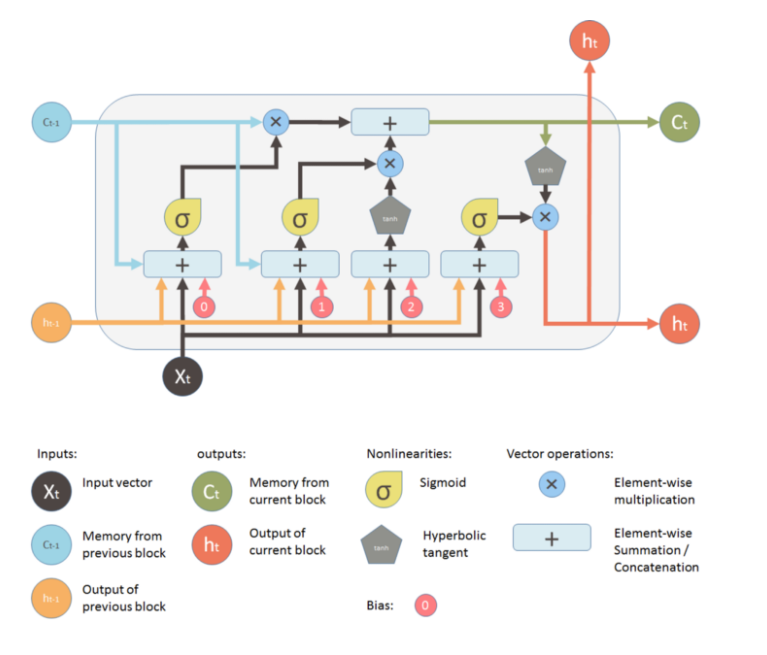 ht
Ct-1
×
+
Ct
tanh
×
σ
σ
tanh
σ
×
+
+
+
+
0
1
2
3
ht-1
ht
Xt
Inputs:
outputs:
Nonlinearities:
Vector operations:
Xt
Input vector
Ct
Memory from
current block
σ
Sigmoid
×
Element-wise
multiplication
Ct-1
Memory from
previous block
ht
Output of
current block
tanh
Hyperbolic
tangent
+
Element-wise
Summation /
Concatenation
ht-1
Output of
previous block
Bias:
0